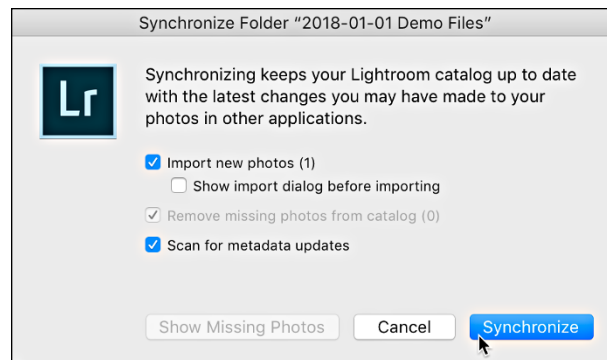 Synchronize Folder “2018-01-01 Demo Files”
Lr
Synchronizing keeps your Lightroom catalog up to date
with the latest changes you may have made to your
photos in other applications.
Import new photos (1)
Show import dialog before importing
Remove missing photos from catalog (0)
Scan for metadata updates
Show Missing Photos Cancel Synchronize